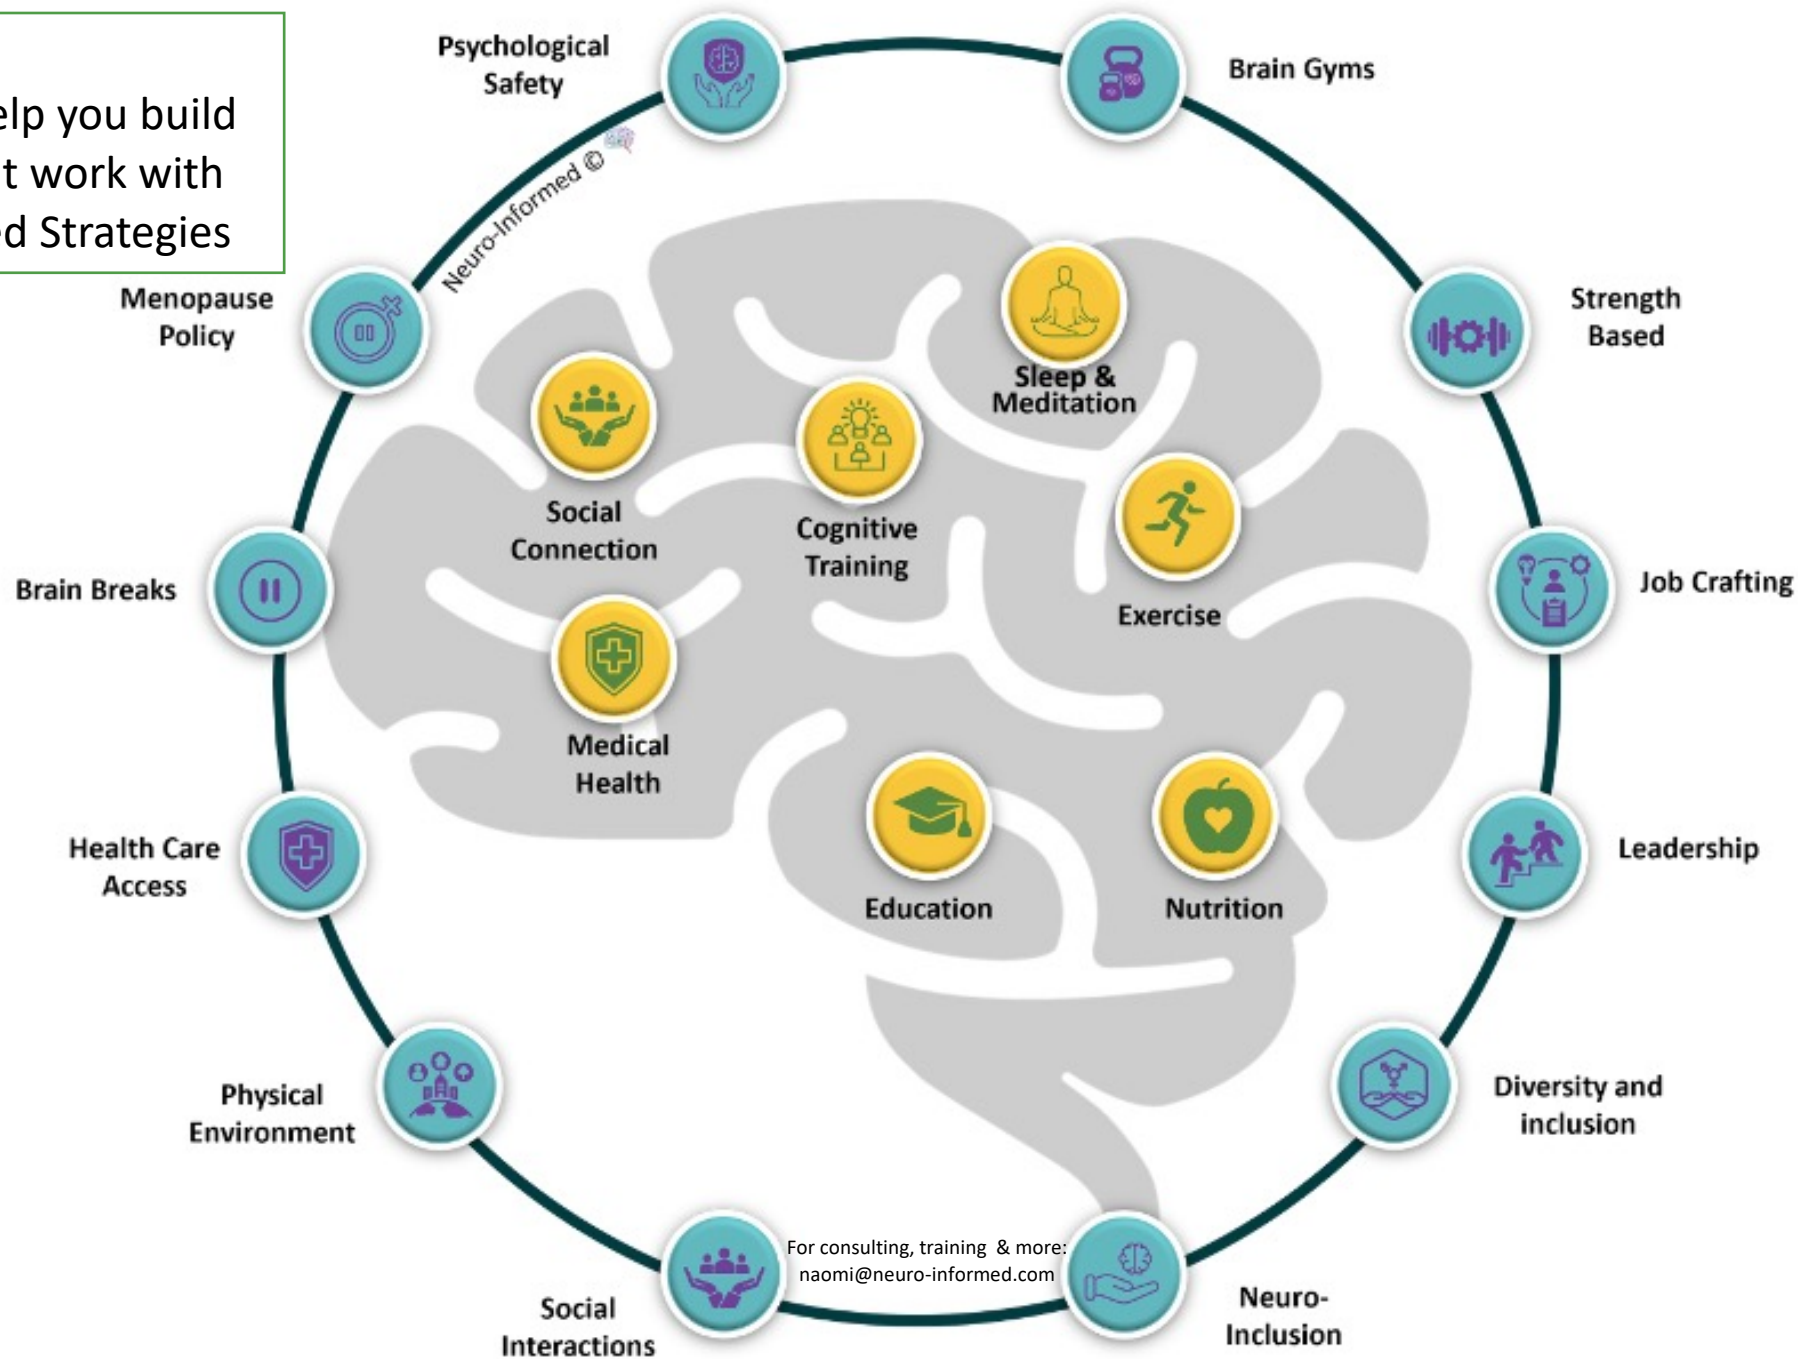 elp you build
t work with
ed Strategies
Psychological
Safety
Brain Gyms
Neuro-Informed ©
Menopause
Policy
Strength
Based
Sleep &
Meditation
Social
Connection
Cognitive
Training
Brain Breaks
Job Crafting
Exercise
Medical
Health
Health Care
Access
Leadership
Education
Nutrition
Physical
Environment
Diversity and
inclusion
For consulting, training & more:
naomi@neuro-informed.com
Social
Interactions
Neuro-
Inclusion